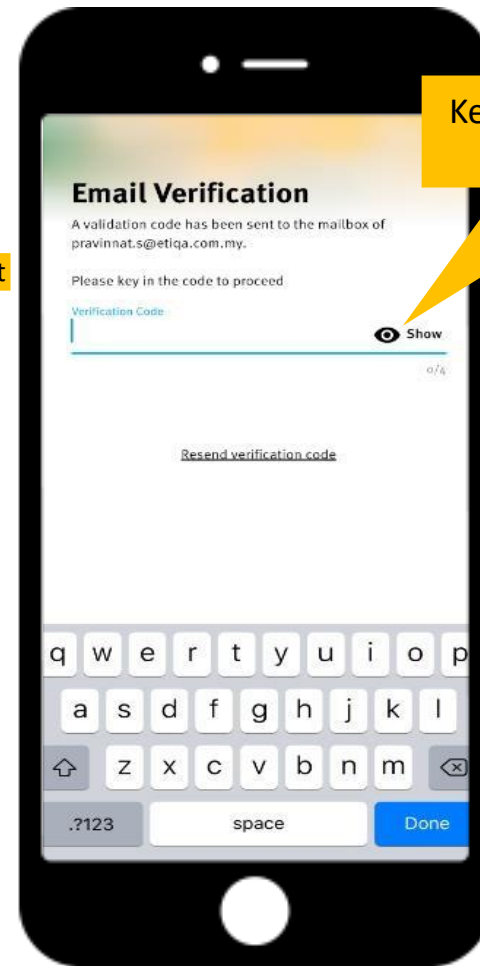 Ke
Email Verification
A validation code has been sent to the mailbox of
pravinnat.s@etiqa.com.my.
t
Please key in the code to proceed
Verification Code
Show
0/4
Resend verification code
q w e r t y u i o p
a s d f g h j k l
z x c v b n m
.?123 space Done